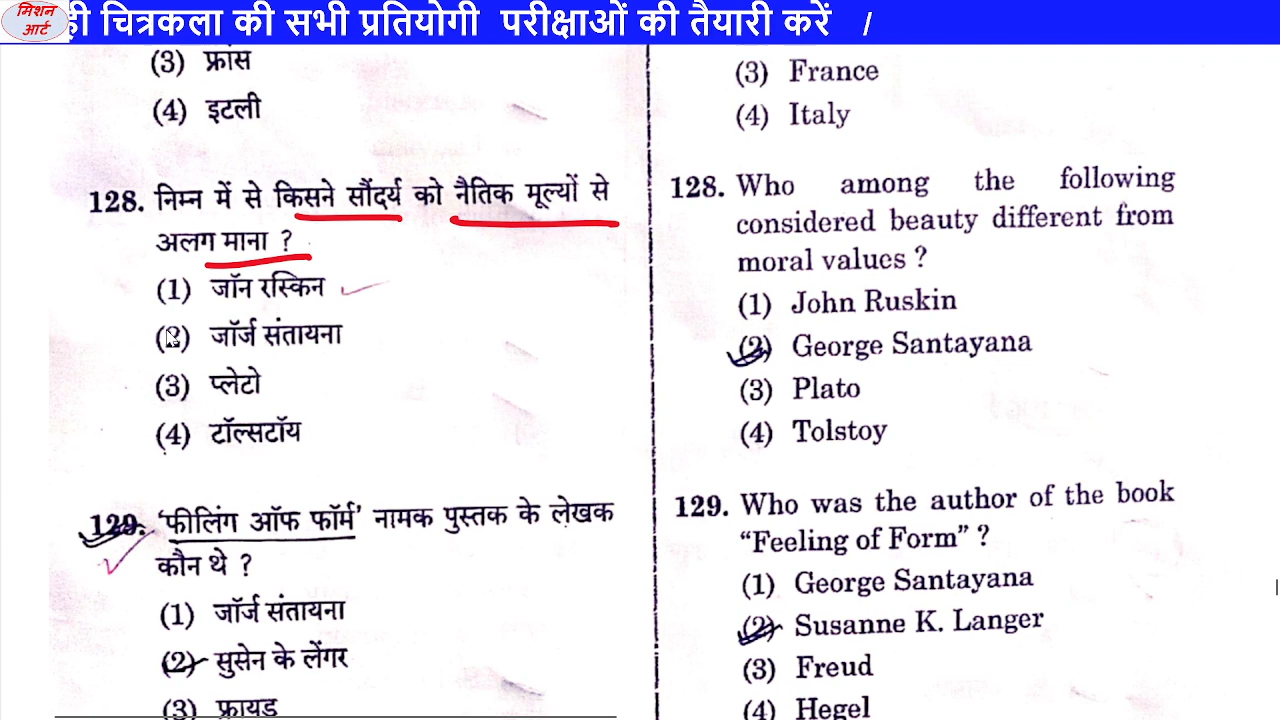 मिशन
आर्ट
ही चित्रकला की सभी प्रतियोगी परीक्षाओं की तैयारी करें /
(3) फ्रांस
(4) इटली
128. निम्न में से किसने सौंदर्य को नैतिक मूल्यों से
अलग माना ?
(1) जॉन रस्किन
(2) जॉर्ज संतायना
(3) प्लेटो
(4) टॉल्सटॉय
129. ‘फीलिंग ऑफ फॉर्म’ नामक पुस्तक के लेखक
कौन थे ?
(1) जॉर्ज संतायना
(2) सुसेन के लेंगर
(3) फ्रायड
(3) France
(4) Italy
128. Who among the following
considered beauty different from
moral values ?
(1) John Ruskin
(2) George Santayana
(3) Plato
(4) Tolstoy
129. Who was the author of the book
“Feeling of Form” ?
(1) George Santayana
(2) Susanne K. Langer
(3) Freud
(4) Hegel